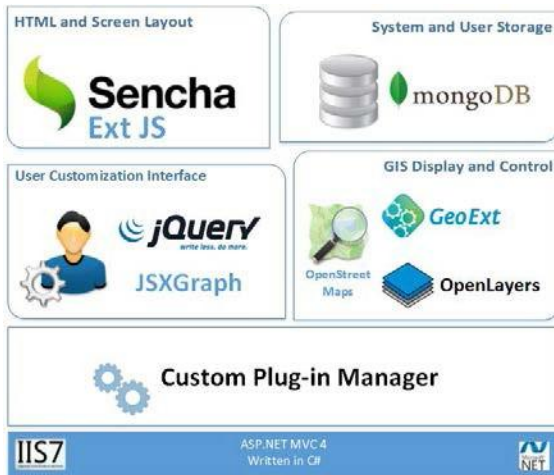 HTML and Screen Layout
Sencha
Ext JS
System and User Storage
mongoDB
User Customization Interface
jQuery
write less, do more.
JSXGraph
GIS Display and Control
GeoExt
OpenStreet
Maps
OpenLayers
Custom Plug-in Manager
IIS7
ASP.NET MVC 4
Written in C#
Microsoft
.NET